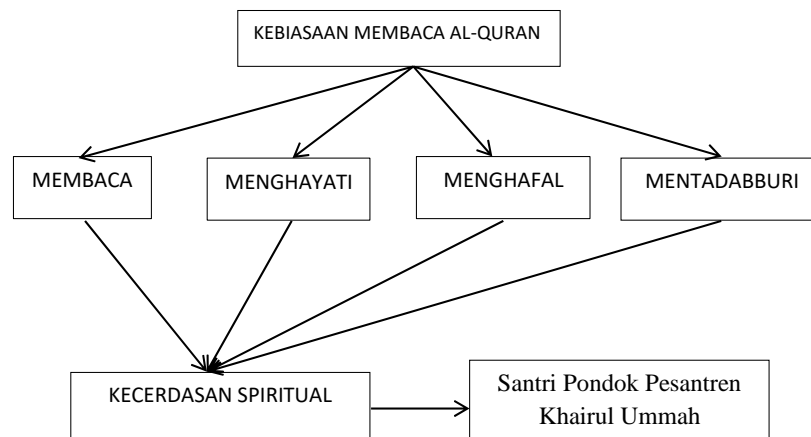 KEBIASAAN MEMBACA AL-QURAN
MEMBACA
MENGHAYATI
MENGHAFAL
MENTADABBURI
KECERDASAN SPIRITUAL
Santri Pondok Pesantren
Khairul Ummah